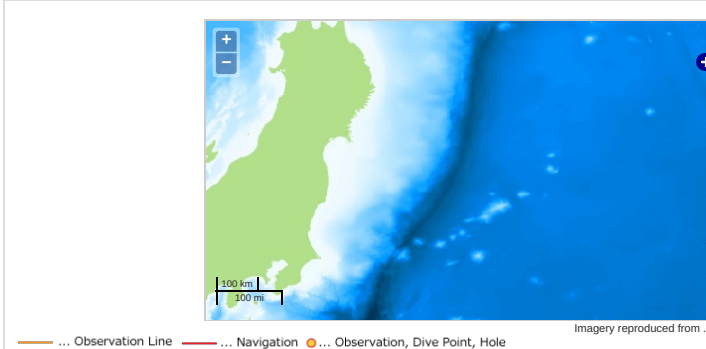 +
−
100 km
100 mi
Imagery reproduced from .
... Observation Line ... Navigation ... Observation, Dive Point, Hole